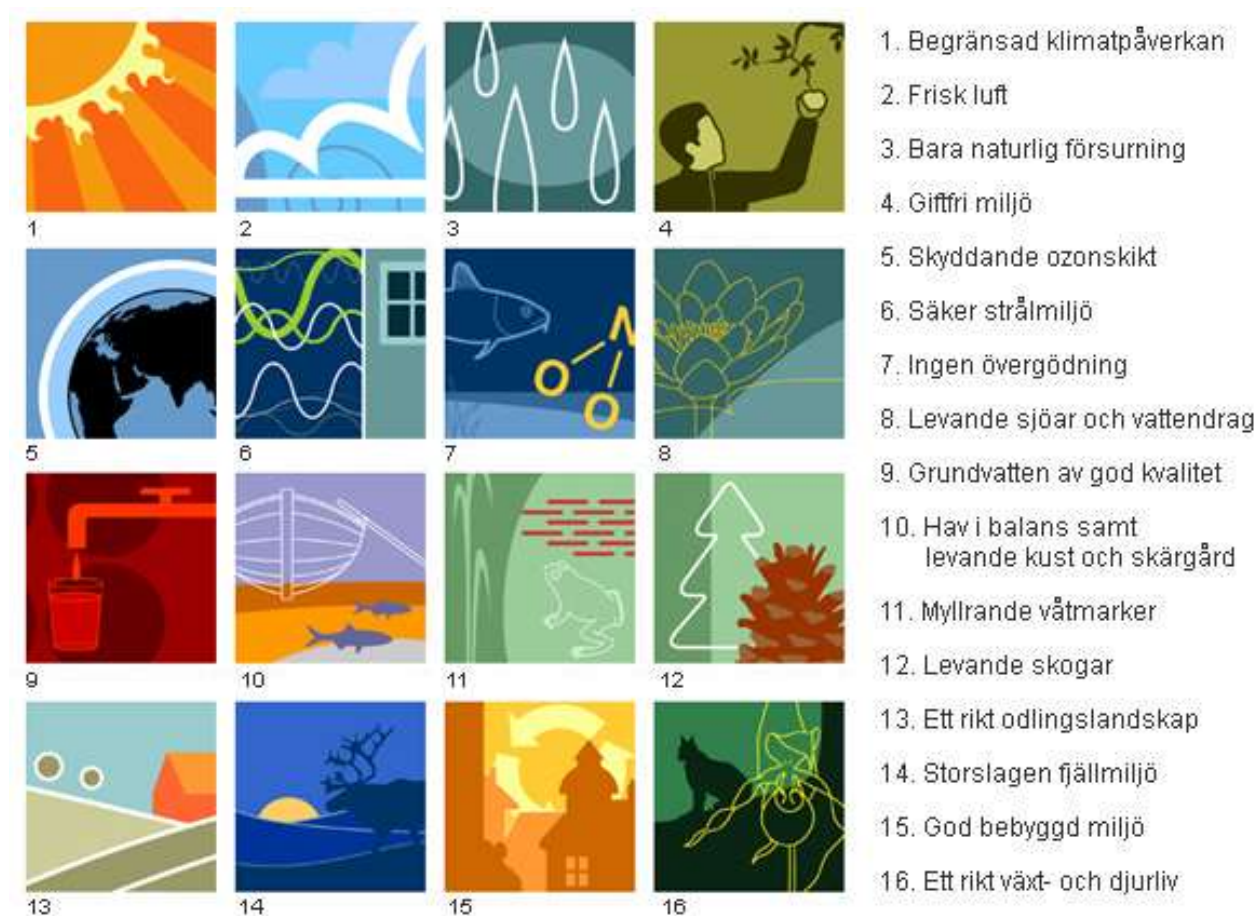 1
2
3
4
5
6
O
N
O
7
8
9
10
11
12
13
14
15
16
1. Begränsad klimatpåverkan
2. Frisk luft
3. Bara naturlig försurning
4. Giftfri miljö
5. Skyddande ozonskikt
6. Säker strålmiljö
7. Ingen övergödning
8. Levande sjöar och vattendrag
9. Grundvatten av god kvalitet
10. Hav i balans samt
levande kust och skärgård
11. Myllrande våtmarker
12. Levande skogar
13. Ett rikt odlingslandskap
14. Storslagen fjällmiljö
15. God bebyggd miljö
16. Ett rikt växt- och djurliv